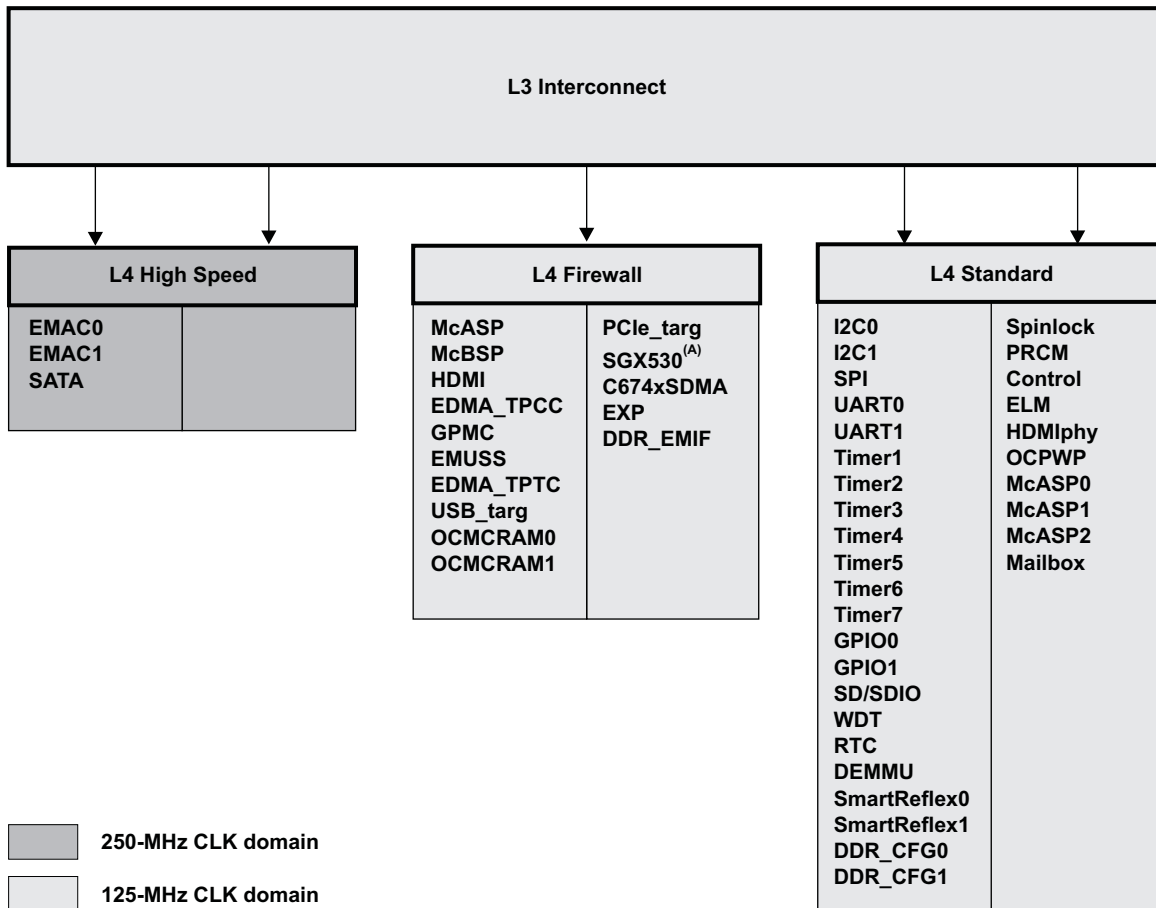 L3 Interconnect
L4 High Speed
EMAC0
EMAC1
SATA
L4 Firewall
McASP
McBSP
HDMI
EDMA_TPCC
GPMC
EMUSS
EDMA_TPTC
USB_targ
OCMCRAM0
OCMCRAM1
PCIe_targ
SGX530(A)
C674xSDMA
EXP
DDR_EMIF
L4 Standard
I2C0
I2C1
SPI
UART0
UART1
Timer1
Timer2
Timer3
Timer4
Timer5
Timer6
Timer7
GPIO0
GPIO1
SD/SDIO
WDT
RTC
DEMMU
SmartReflex0
SmartReflex1
DDR_CFG0
DDR_CFG1
Spinlock
PRCM
Control
ELM
HDMIphy
OCPWP
McASP0
McASP1
McASP2
Mailbox
250-MHz CLK domain
125-MHz CLK domain